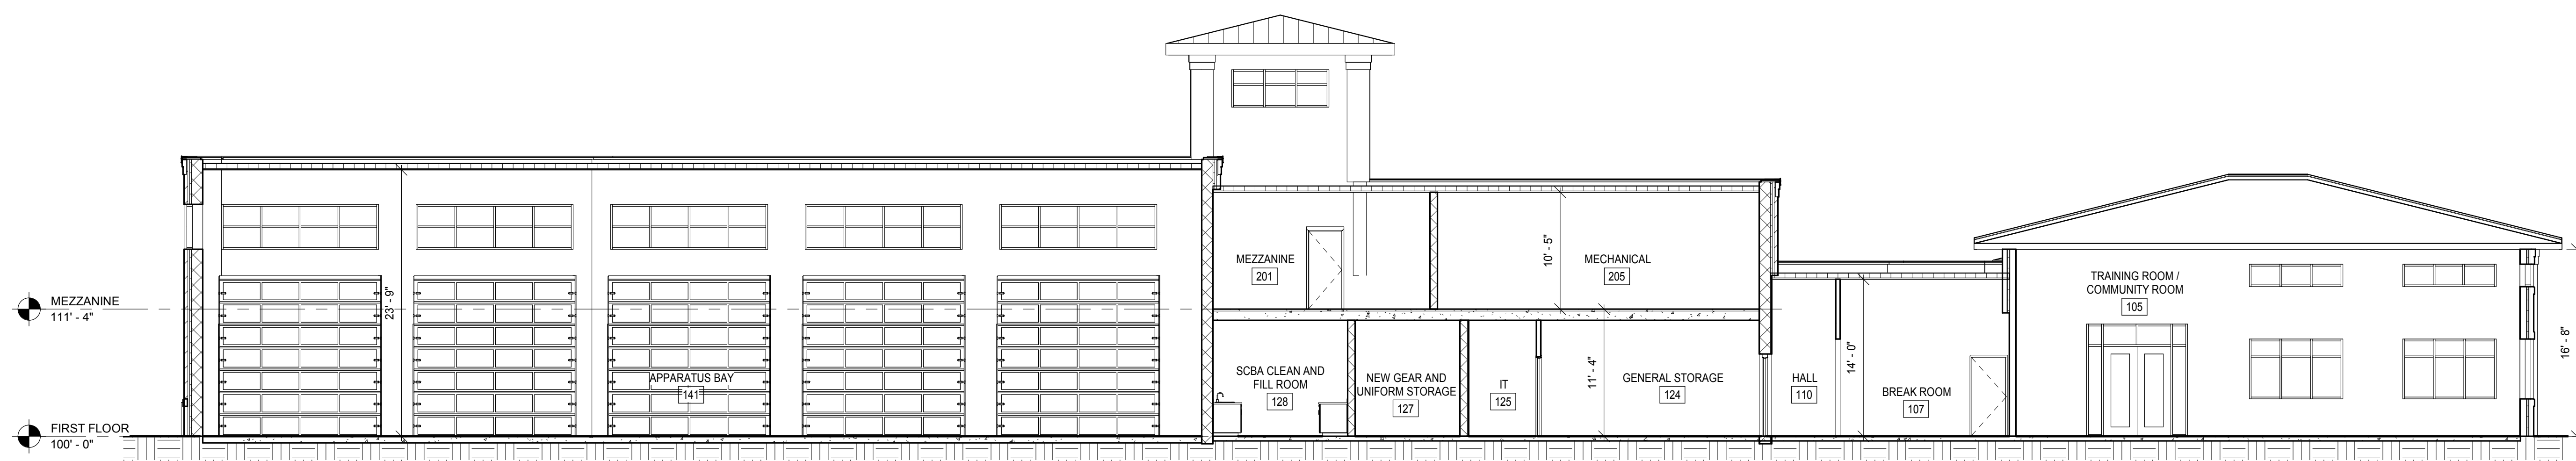 MEZZANINE
111' - 4"
FIRST FLOOR
100' - 0"
23' - 9"
APPARATUS BAY
141
MEZZANINE
201
MECHANICAL
205
10' - 5"
SCBA CLEAN AND
FILL ROOM
128
NEW GEAR AND
UNIFORM STORAGE
127
IT
125
11' - 4"
GENERAL STORAGE
124
HALL
110
14' - 0"
BREAK ROOM
107
TRAINING ROOM /
COMMUNITY ROOM
105
16' - 8"